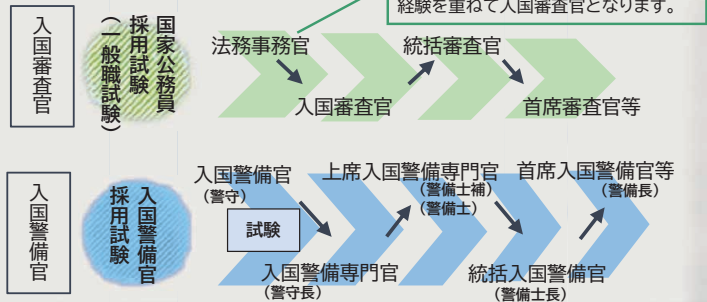 経験を重ねて入国審査官となります。
入国審査官
国家公務員
採用試験
（一般職試験）
法務事務官
入国審査官
統括審査官
首席審査官等
入国警備官
入国警備官
採用試験
入国警備官
（警守）
試験
入国警備専門官
（警守長）
上席入国警備専門官
（警備士補）
（警備士）
統括入国警備官
（警備士長）
首席入国警備官等
（警備長）